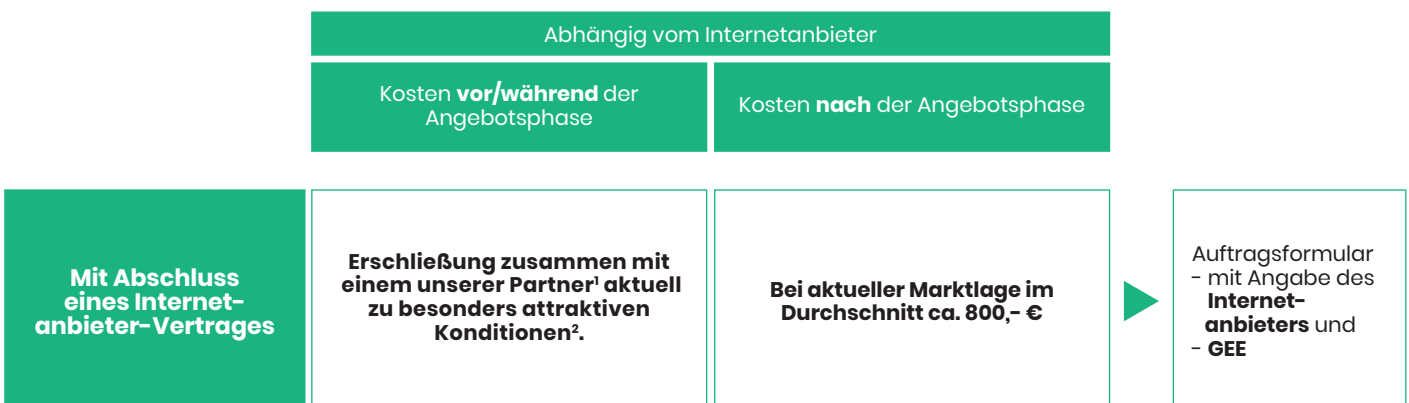 Abhängig vom Internetanbieter
Kosten vor/während der
Angebotsphase
Kosten nach der Angebotsphase
Mit Abschluss
eines Internet-
anbieter-Vertrages
Erschließung zusammen mit
einem unserer Partner¹ aktuell
zu besonders attraktiven
Konditionen².
Bei aktueller Marktlage im
Durchschnitt ca. 800,- €
Auftragsformular
- mit Angabe des
Internet-
anbieters und
- GEE